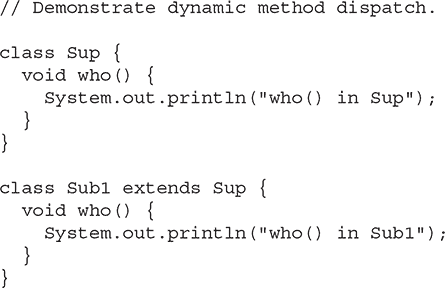 // Demonstrate dynamic method dispatch.

class Sup {
  void who() {
    System.out.println("who() in Sup");
  }
}

class Sub1 extends Sup {
  void who() {
    System.out.println("who() in Sub1");
  }
}